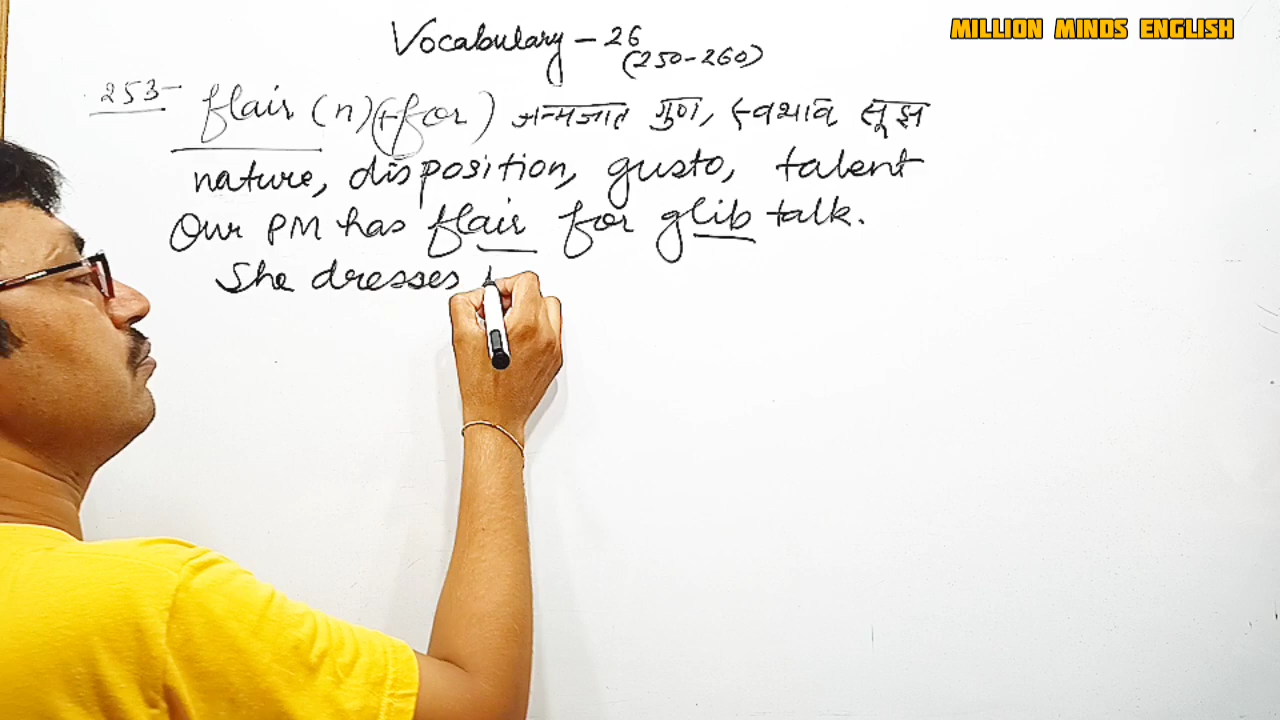 MILLION MINDS ENGLISH
Vocabulary - 26
(250-260)
253- flair (n) (+for) जन्मजात गुण, स्वभाव सूझ
nature, disposition, gusto, talent
Our PM has flair for glib talk.
She dresses